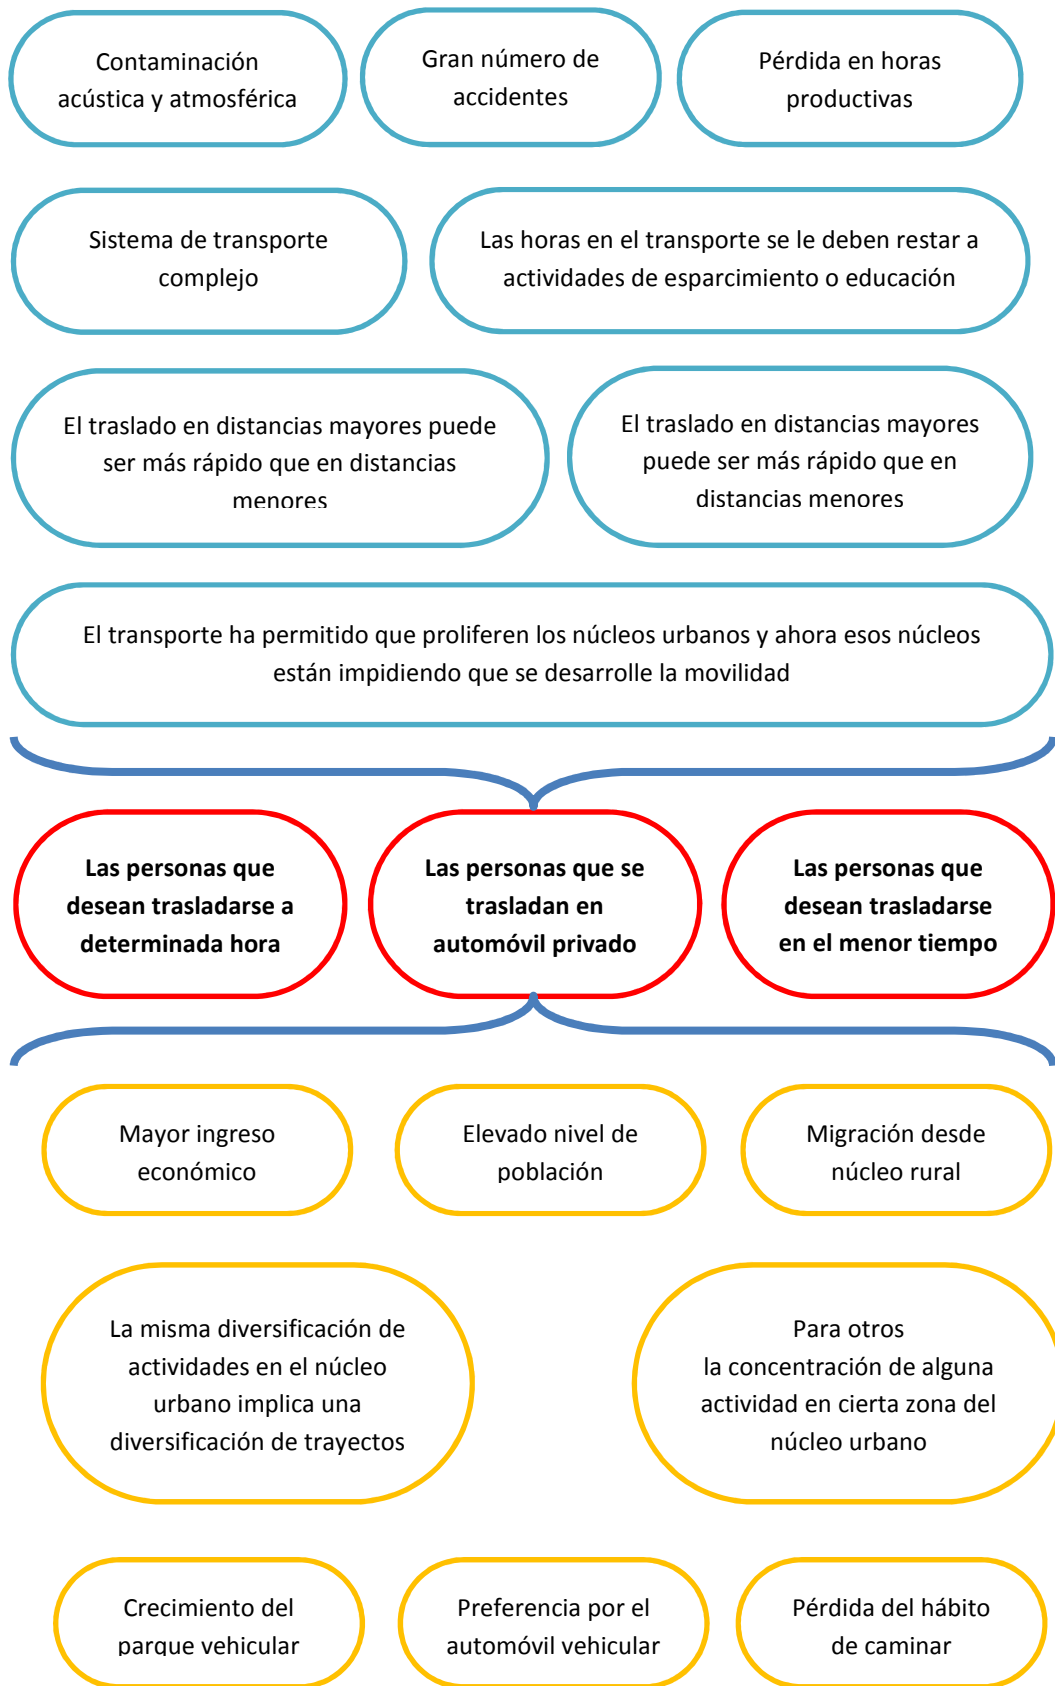 Contaminación
acústica y atmosférica
Gran número de
accidentes
Pérdida en horas
productivas
Sistema de transporte
complejo
Las horas en el transporte se le deben restar a
actividades de esparcimiento o educación
El traslado en distancias mayores puede
ser más rápido que en distancias
menores
El traslado en distancias mayores
puede ser más rápido que en
distancias menores
El transporte ha permitido que proliferen los núcleos urbanos y ahora esos núcleos
están impidiendo que se desarrolle la movilidad
Las personas que
desean trasladarse a
determinada hora
Las personas que se
trasladan en
automóvil privado
Las personas que
desean trasladarse
en el menor tiempo
Mayor ingreso
económico
Elevado nivel de
población
Migración desde
núcleo rural
La misma diversificación de
actividades en el núcleo
urbano implica una
diversificación de trayectos
Para otros
la concentración de alguna
actividad en cierta zona del
núcleo urbano
Crecimiento del
parque vehicular
Preferencia por el
automóvil vehicular
Pérdida del hábito
de caminar